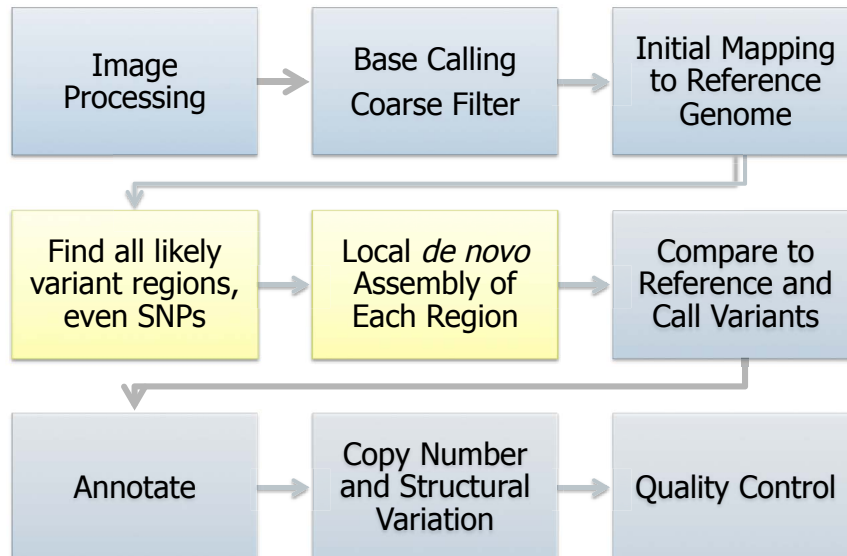 Image
Processing
Base Calling
Coarse Filter
Initial Mapping
to Reference
Genome
Find all likely
variant regions,
even SNPs
Local de novo
Assembly of
Each Region
Compare to
Reference and
Call Variants
Annotate
Copy Number
and Structural
Variation
Quality Control